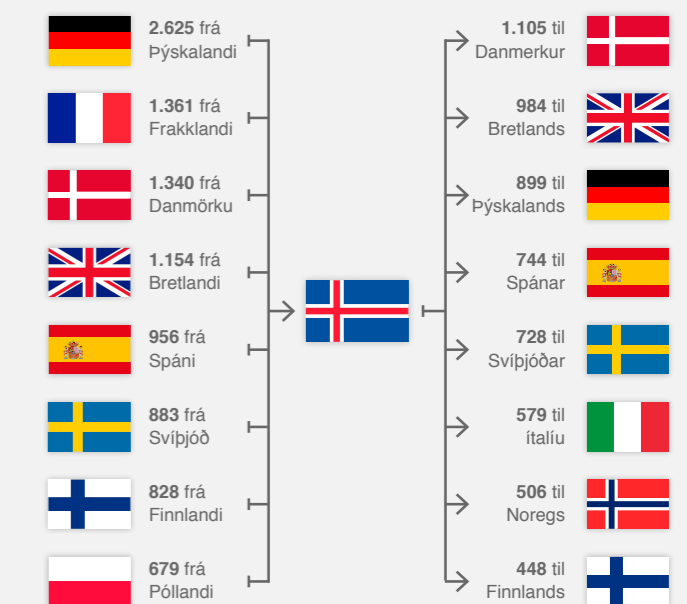 2.625 frá
Þýskalandi
1.361 frá
Frakklandi
1.340 frá
Danmörku
1.154 frá
Bretlandi
956 frá
Spáni
883 frá
Svíþjóð
828 frá
Finnlandi
679 frá
Póllandi
1.105 til
Danmerkur
984 til
Bretlands
899 til
Þýskalands
744 til
Spánar
728 til
Svíþjóðar
579 til
ítalíu
506 til
Noregs
448 til
Finnlands